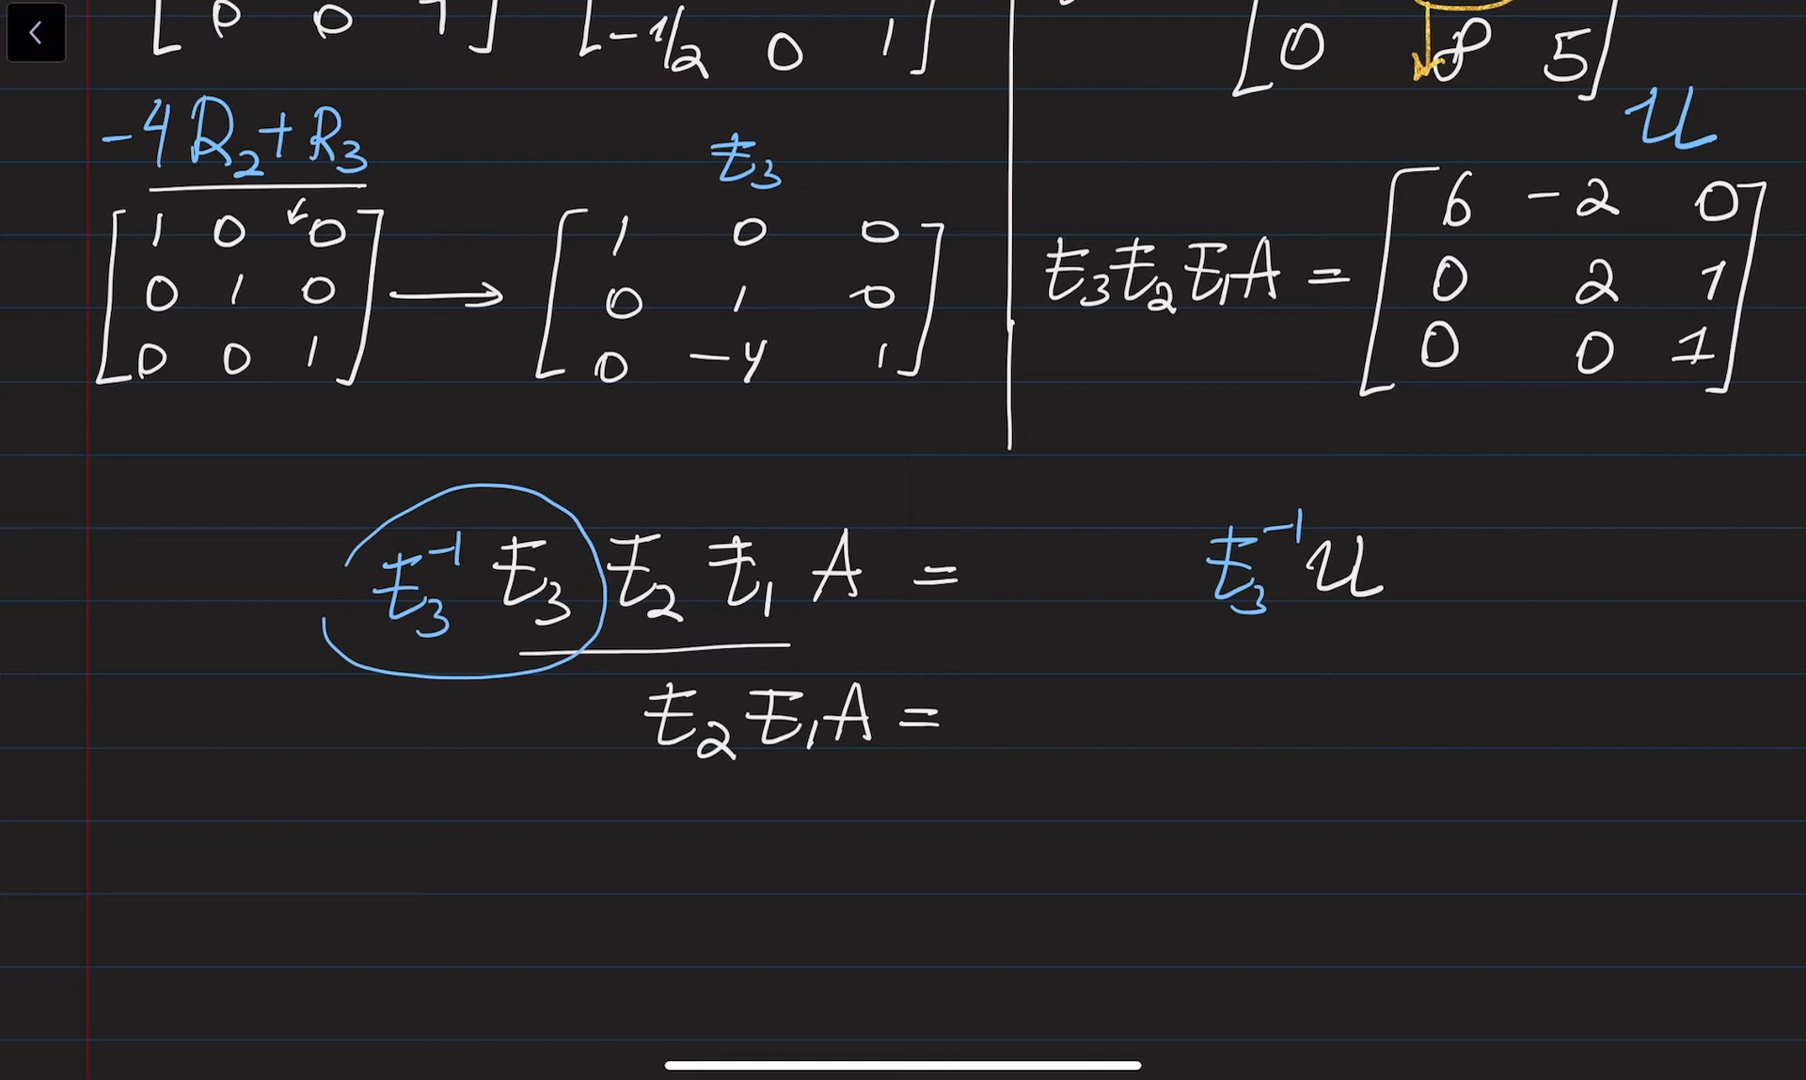 0 0 1 -1/2 0 1
0 8 5
-4R₂+R₃ E₃ U
1 0 0 1 0 0 6 -2 0
0 1 0 → 0 1 0 E₃E₂E₁A = 0 2 1
0 0 1 0 -4 1 0 0 1
E₃⁻¹ E₃ E₂ E₁ A = E₃⁻¹ U
E₂E₁A =